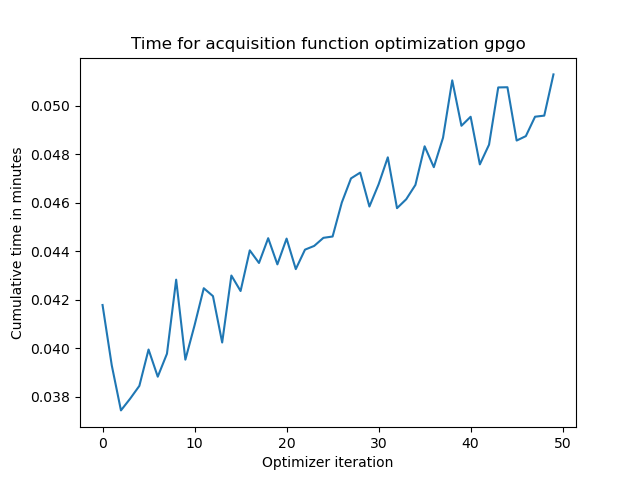 Time for acquisition function optimization gpgo
Cumulative time in minutes
0.050
0.048
0.046
0.044
0.042
0.040
0.038
0 10 20 30 40 50
Optimizer iteration